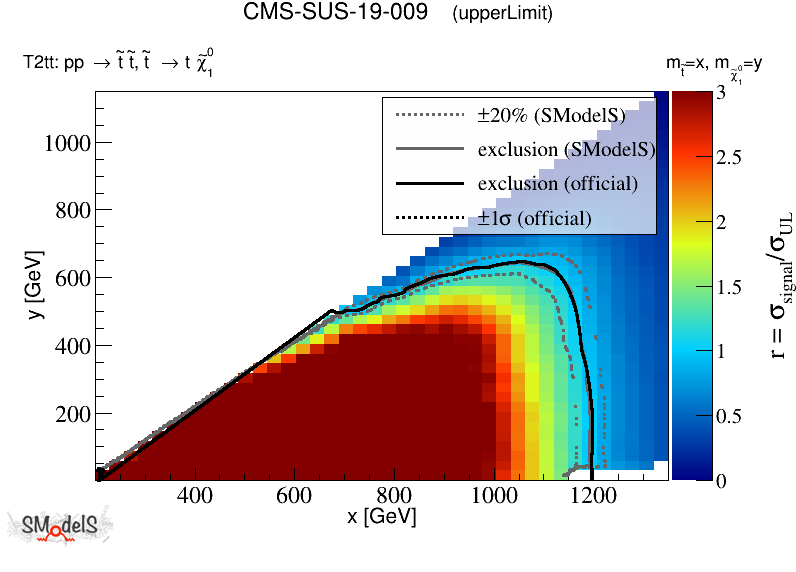 CMS-SUS-19-009 (upperLimit)
T2tt: pp → t̃ t̃, t̃ → t χ̃₁⁰
m_t̃=x, m_χ̃₁⁰=y
±20% (SModelS)
exclusion (SModelS)
exclusion (official)
±1σ (official)
y [GeV]
1000
800
600
400
200
400 600 800 1000 1200
x [GeV]
3
2.5
2
1.5
1
0.5
0
r = σ_signal/σ_UL
SModelS